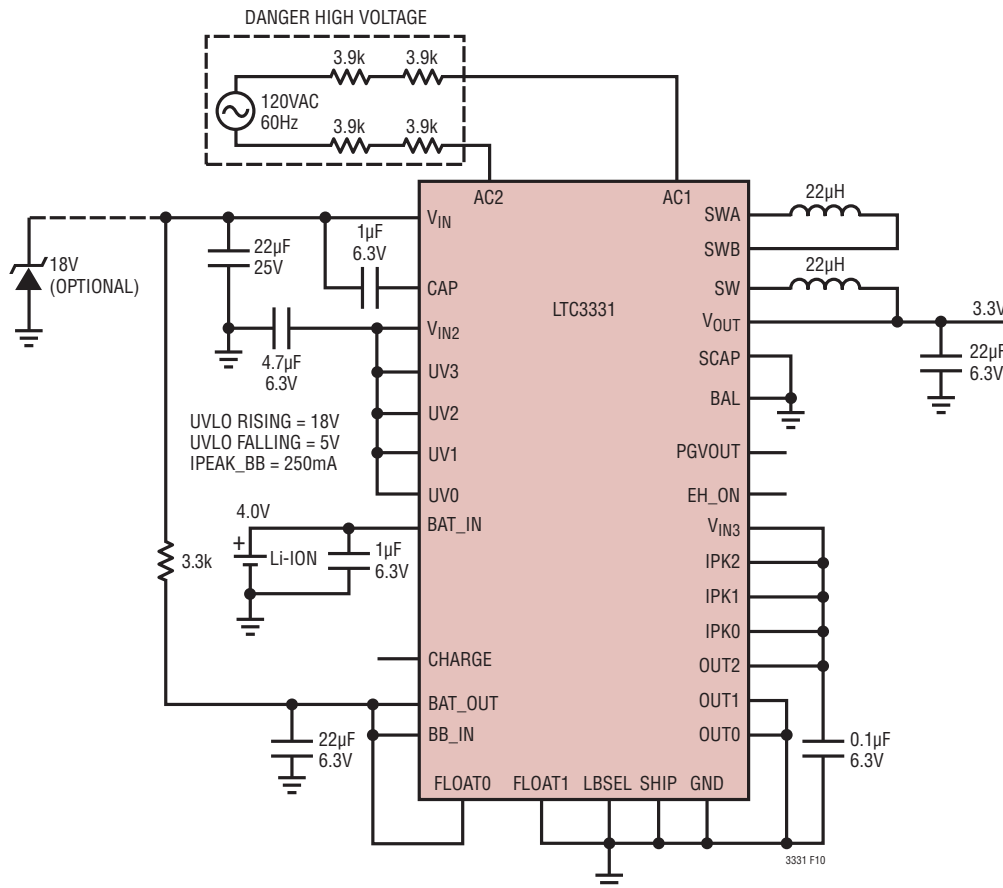 DANGER HIGH VOLTAGE
3.9k
3.9k
120VAC
60Hz
3.9k
3.9k
AC2
AC1
18V
(OPTIONAL)
22µF
25V
1µF
6.3V
4.7µF
6.3V
UVLO RISING = 18V
UVLO FALLING = 5V
IPEAK_BB = 250mA
4.0V
+
Li-ION
1µF
6.3V
3.3k
22µF
6.3V
VIN
CAP
VIN2
UV3
UV2
UV1
UV0
BAT_IN
CHARGE
BAT_OUT
BB_IN
FLOAT0
FLOAT1
LBSEL
SHIP
GND
LTC3331
SWA
SWB
SW
VOUT
SCAP
BAL
PGVOUT
EH_ON
VIN3
IPK2
IPK1
IPK0
OUT2
OUT1
OUT0
22µH
22µH
3.3V
22µF
6.3V
0.1µF
6.3V
3331 F10